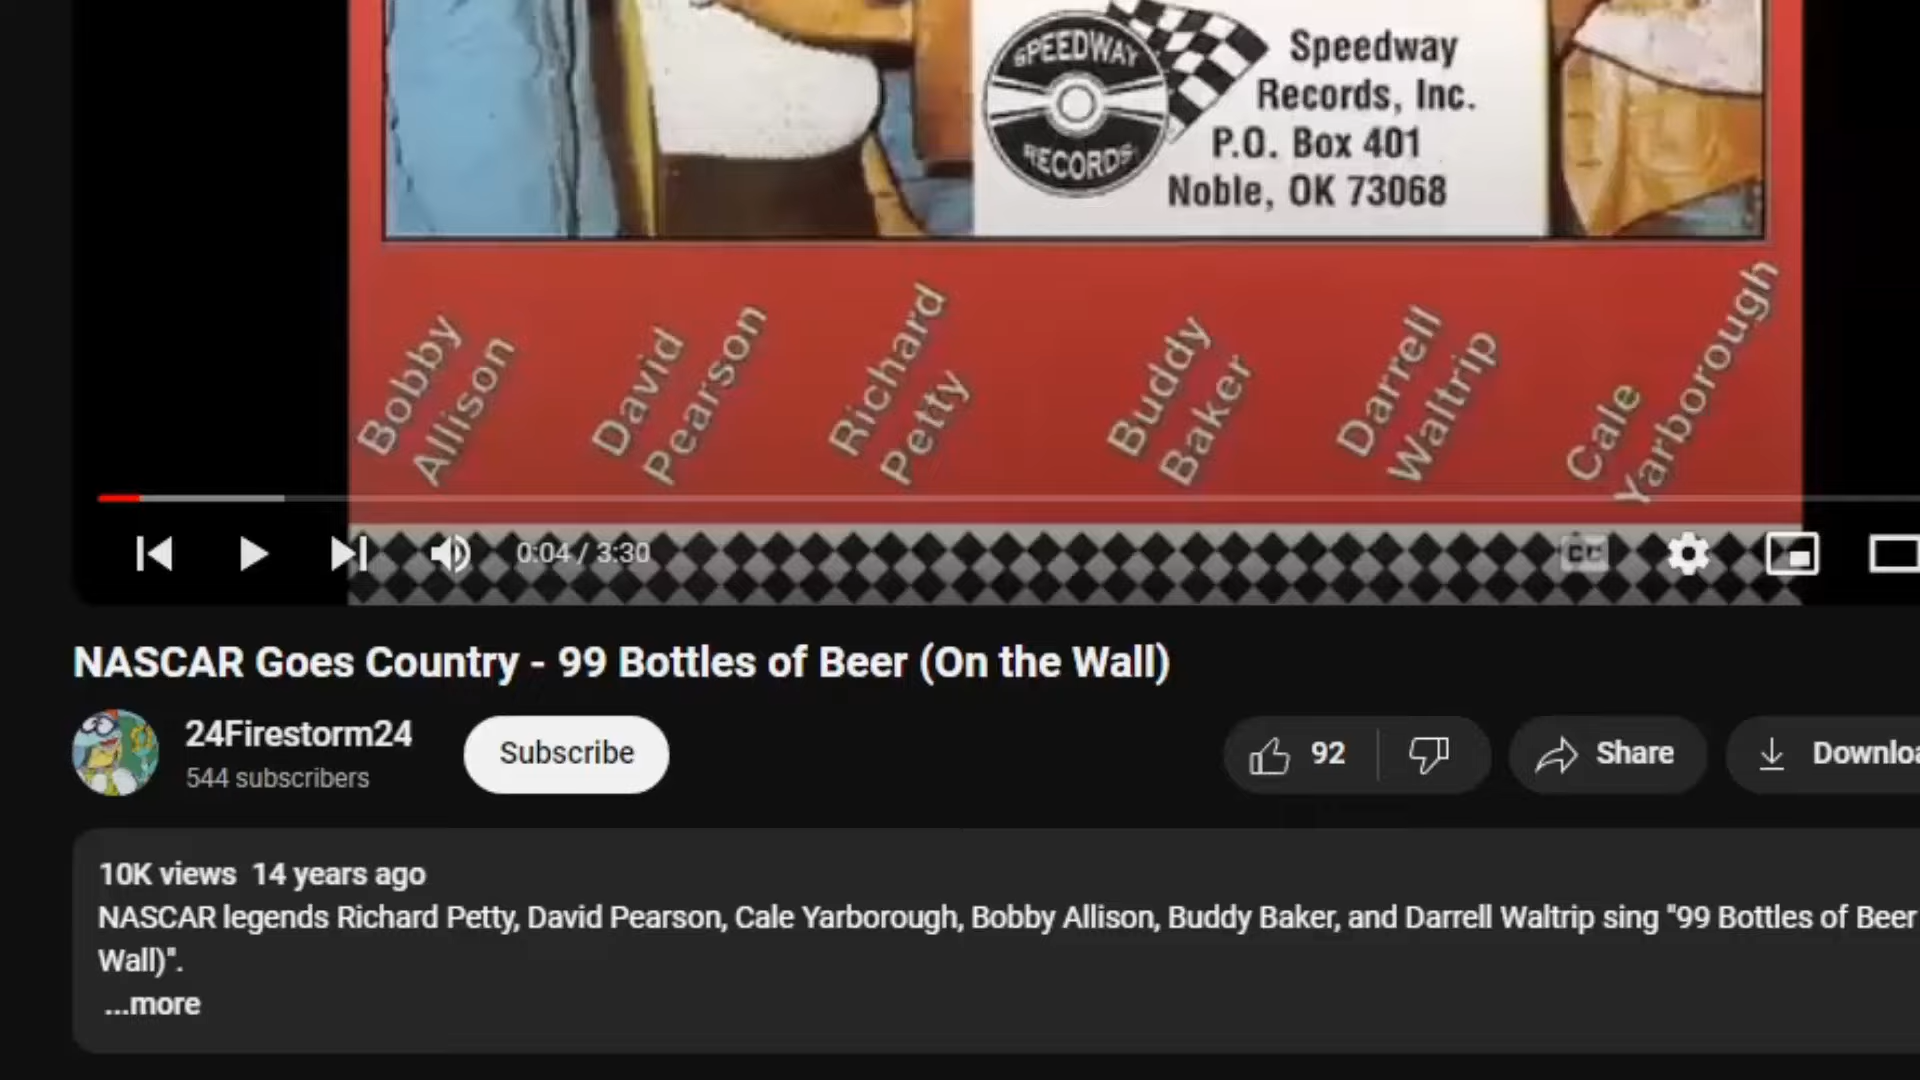 SPEEDWAY
RECORDS
Speedway
Records, Inc.
P.O. Box 401
Noble, OK 73068
Bobby
Allison
David
Pearson
Richard
Petty
Buddy
Baker
Darrell
Waltrip
Cale
Yarborough
0:04 / 3:30
CC
NASCAR Goes Country - 99 Bottles of Beer (On the Wall)
24Firestorm24
544 subscribers
Subscribe
92
Share
Downloa
10K views 14 years ago
NASCAR legends Richard Petty, David Pearson, Cale Yarborough, Bobby Allison, Buddy Baker, and Darrell Waltrip sing "99 Bottles of Beer
Wall)".
...more